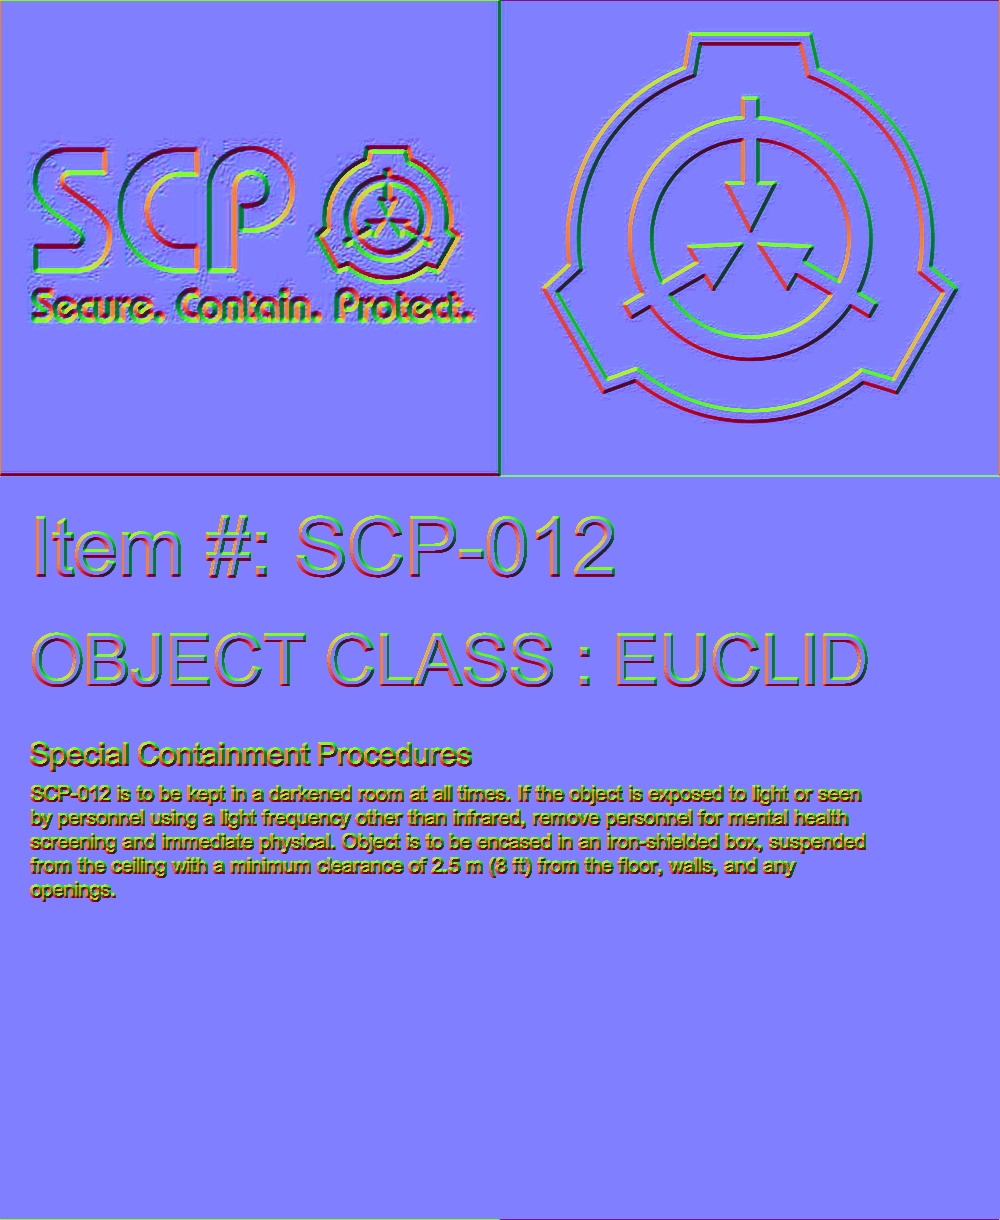 SCP
Secure. Contain. Protect.
Item #: SCP-012
OBJECT CLASS : EUCLID
Special Containment Procedures
SCP-012 is to be kept in a darkened room at all times. If the object is exposed to light or seen
by personnel using a light frequency other than infrared, remove personnel for mental health
screening and immediate physical. Object is to be encased in an iron-shielded box, suspended
from the ceiling with a minimum clearance of 2.5 m (8 ft) from the floor, walls, and any
openings.